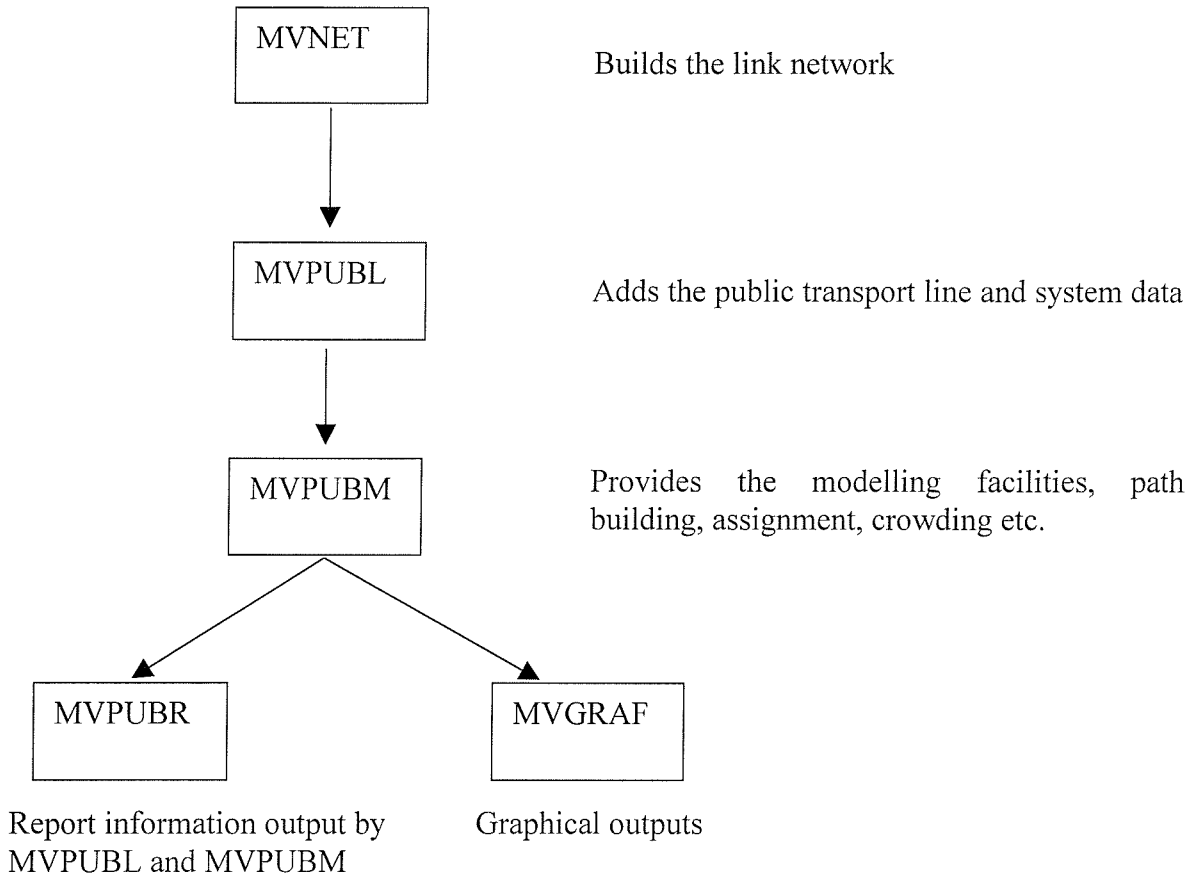 MVNET
Builds the link network
MVPUBL
Adds the public transport line and system data
MVPUBM
Provides the modelling facilities, path
building, assignment, crowding etc.
MVPUBR
MVGRAF
Report information output by
MVPUBL and MVPUBM
Graphical outputs